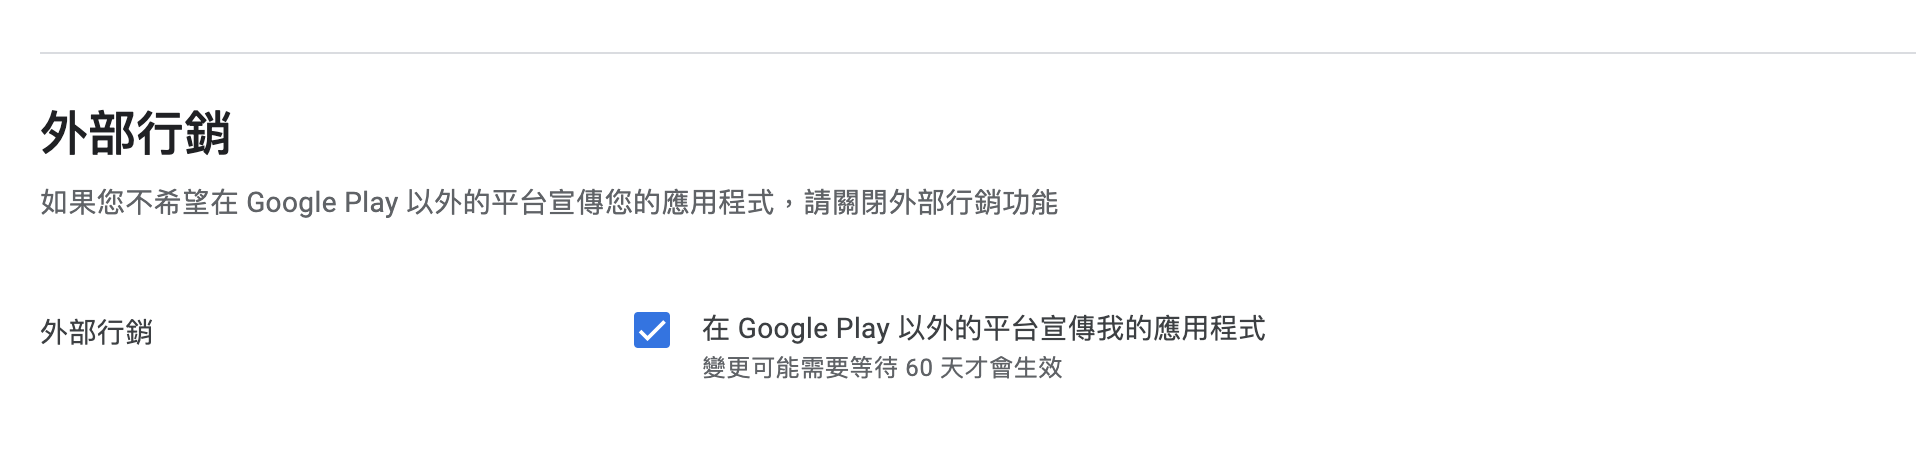 外部行銷
如果您不希望在 Google Play 以外的平台宣傳您的應用程式，請關閉外部行銷功能
外部行銷
在 Google Play 以外的平台宣傳我的應用程式
變更可能需要等待 60 天才會生效